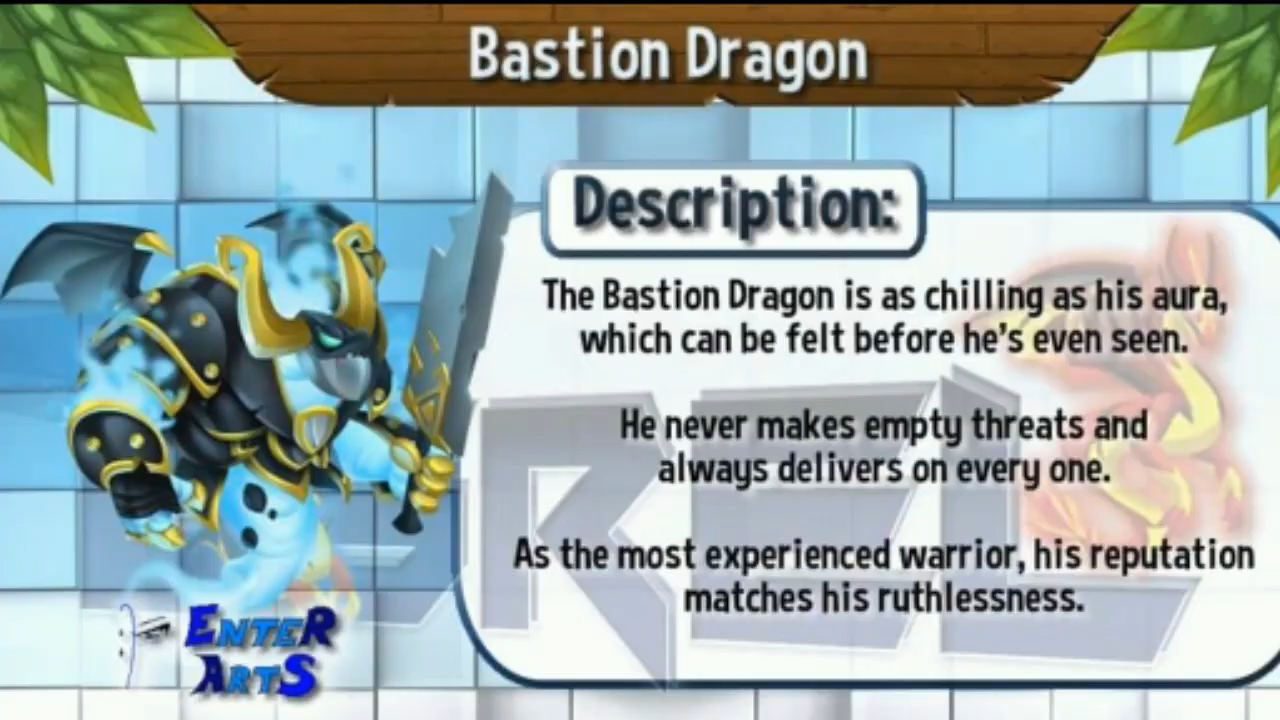 Bastion Dragon
Description:
The Bastion Dragon is as chilling as his aura,
which can be felt before he's even seen.
He never makes empty threats and
always delivers on every one.
As the most experienced warrior, his reputation
matches his ruthlessness.
ENTER
ARTS